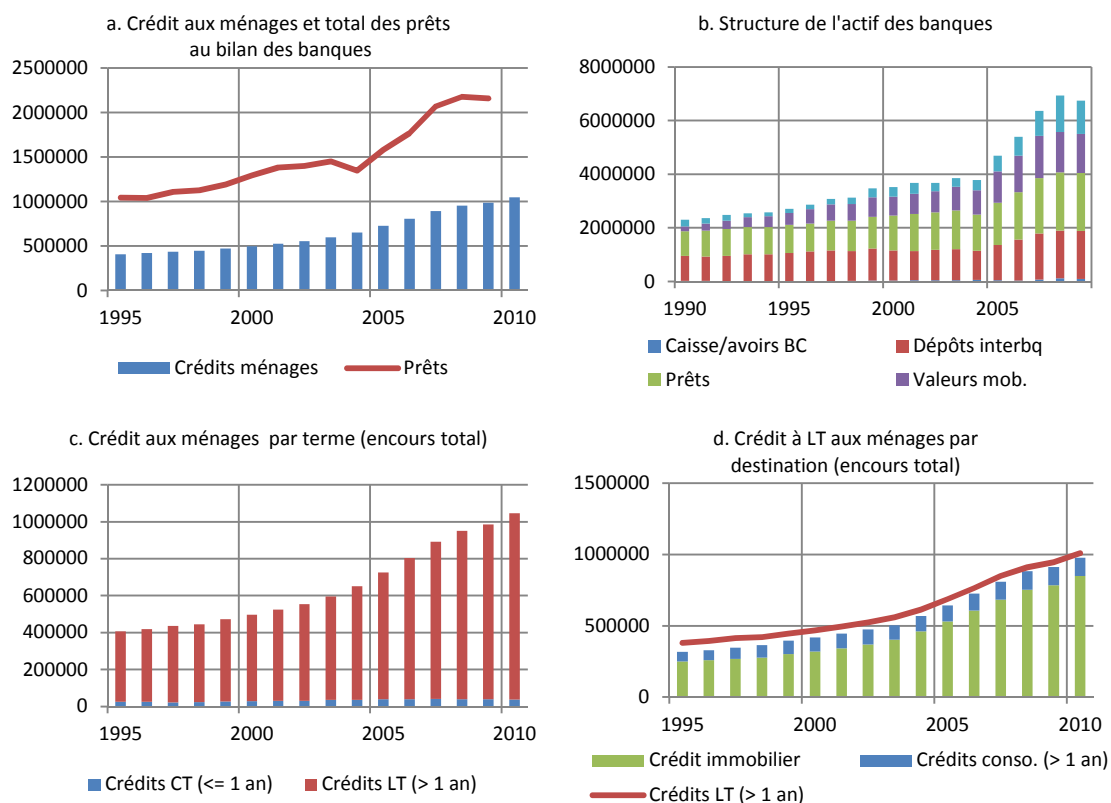 a. Crédit aux ménages et total des prêts
au bilan des banques
2500000
2000000
1500000
1000000
500000
0
1995 2000 2005 2010
Crédits ménages Prêts
b. Structure de l'actif des banques
8000000
6000000
4000000
2000000
0
1990 1995 2000 2005
Caisse/avoirs BC Dépôts interbq
Prêts Valeurs mob.
c. Crédit aux ménages par terme (encours total)
1200000
1000000
800000
600000
400000
200000
0
1995 2000 2005 2010
Crédits CT (<= 1 an) Crédits LT (> 1 an)
d. Crédit à LT aux ménages par
destination (encours total)
1500000
1000000
500000
0
1995 2000 2005 2010
Crédit immobilier Crédits conso. (> 1 an)
Crédits LT (> 1 an)